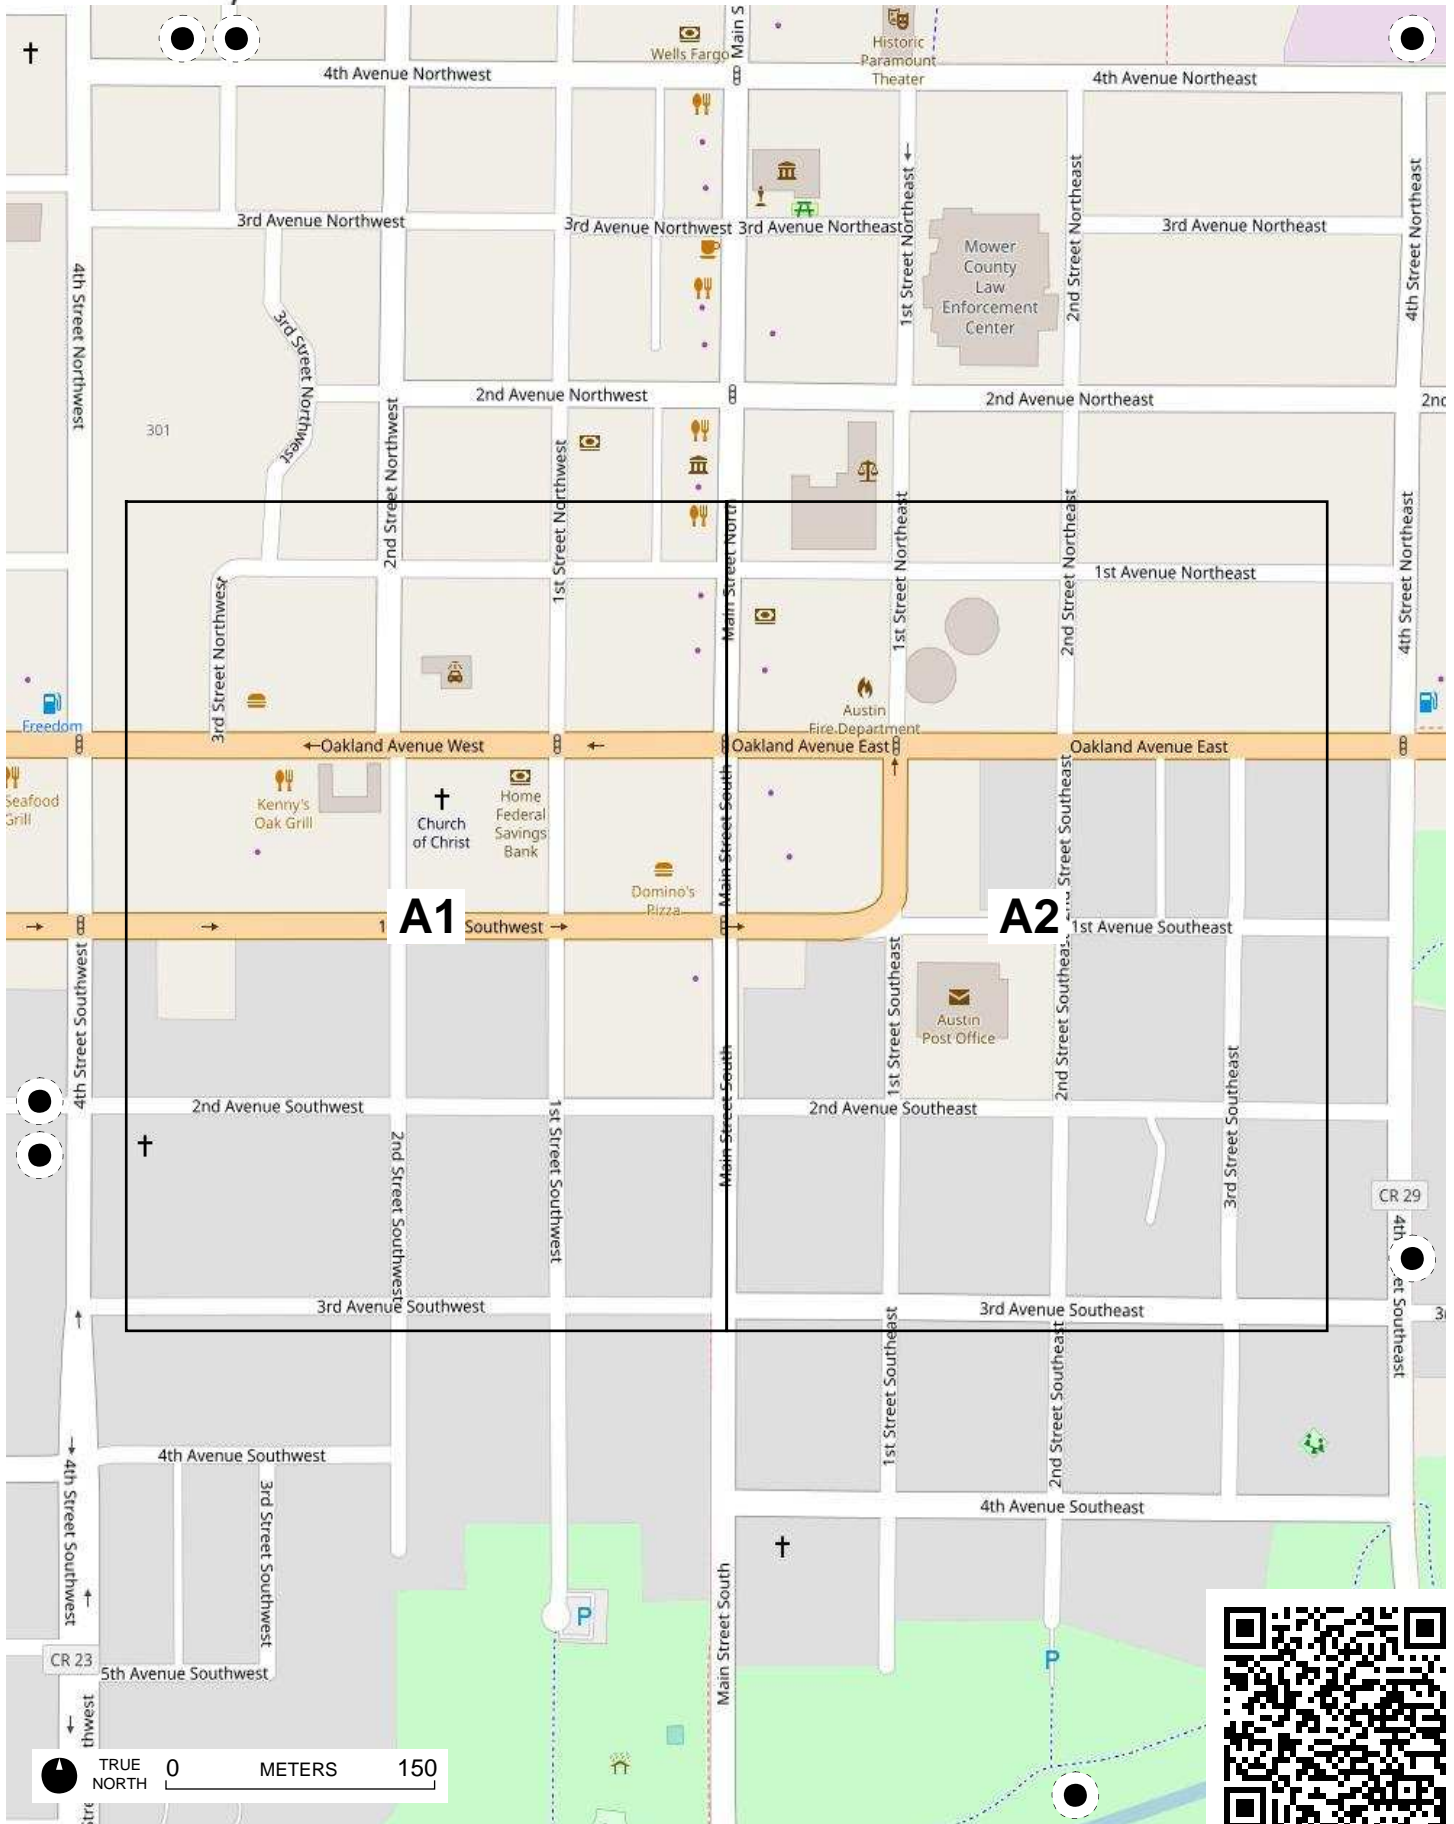 Wells Fargo
Main S
Historic
Paramount
Theater
4th Avenue Northwest
4th Avenue Northeast
3rd Avenue Northwest
3rd Avenue Northwest
3rd Avenue Northeast
3rd Avenue Northeast
1st Street Northeast
2nd Street Northeast
4th Street Northeast
Mower
County
Law
Enforcement
Center
4th Street Northwest
3rd Street Northwest
2nd Avenue Northwest
2nd Avenue Northeast
2nd
301
2nd Street Northwest
1st Street Northwest
Main Street North
1st Street Northeast
2nd Street Northeast
4th Street Northeast
1st Avenue Northeast
3rd Street Northwest
Freedom
Austin
Fire Department
Oakland Avenue West
Oakland Avenue East
Oakland Avenue East
Seafood
Grill
Kenny's
Oak Grill
Church
of Christ
Home
Federal
Savings
Bank
Domino's
Pizza
Main Street South
2nd Street Southeast
A1
A2
1
Southwest
1st Avenue Southeast
4th Street Southwest
1st Street Southeast
2nd Street Southeast
Austin
Post Office
Main Street South
3rd Street Southeast
2nd Avenue Southwest
2nd Avenue Southeast
2nd Street Southwest
1st Street Southwest
CR 29
4th
et Southeast
3rd Avenue Southwest
3rd Avenue Southeast
1st Street Southeast
2nd Street Southeast
4th Avenue Southwest
4th Avenue Southeast
4th Street Southwest
3rd Street Southwest
P
Main Street South
P
CR 23
5th Avenue Southwest
thwest
TRUE
NORTH
0
METERS
150